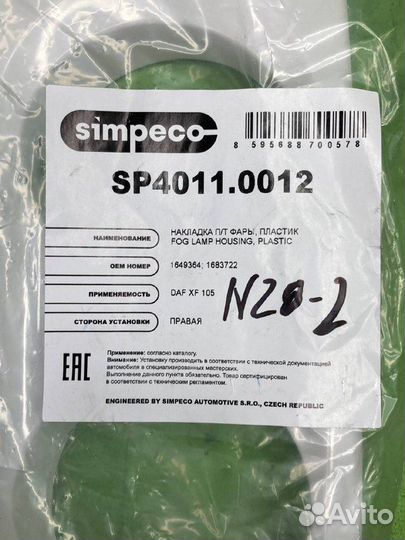 simpeco
8 595688 700578
SP4011.0012
НАИМЕНОВАНИЕ
НАКЛАДКА П/Т ФАРЫ, ПЛАСТИК
FOG LAMP HOUSING, PLASTIC
OEM НОМЕР
1649364; 1683722
ПРИМЕНЯЕМОСТЬ
DAF XF 105
N28-2
СТОРОНА УСТАНОВКИ
ПРАВАЯ
EAC
Применение: согласно каталогу.
Внимание: Установку производить в соответствии с технической документацией
автомобиля в специализированных мастерских.
Выполнение данного пункта обязательно. Товар сертифицирован
в соответствии с техническим регламентом.
ENGINEERED BY SIMPECO AUTOMOTIVE S.R.O., CZECH REPUBLIC
Avito